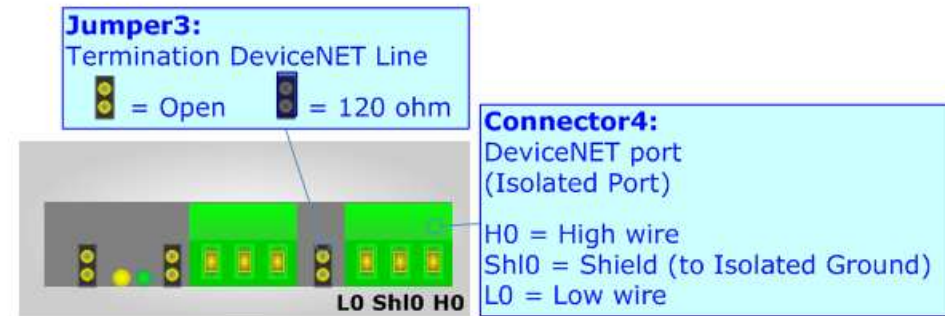 Jumper3:
Termination DeviceNET Line
= Open = 120 ohm
Connector4:
DeviceNET port
(Isolated Port)
H0 = High wire
Shl0 = Shield (to Isolated Ground)
L0 = Low wire
L0 Shl0 H0